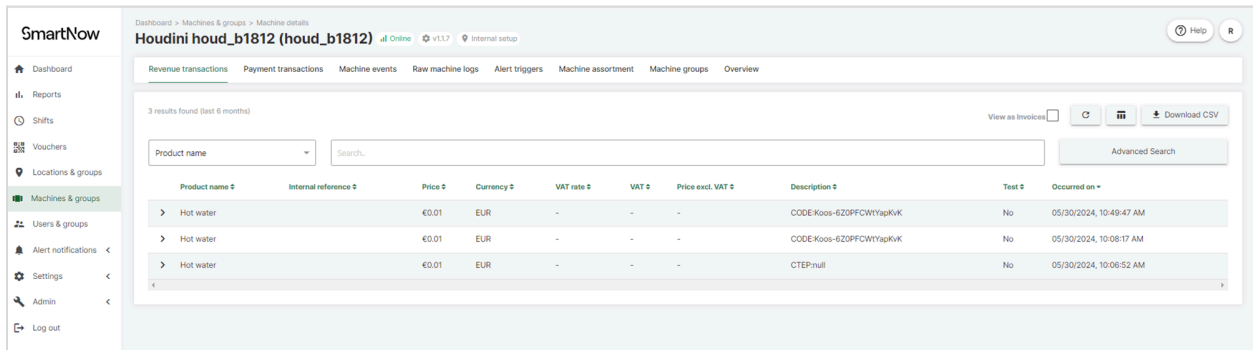 SmartNow
Dashboard
Reports
Shifts
Vouchers
Locations & groups
Machines & groups
Users & groups
Alert notifications
Settings
Admin
Log out
Dashboard > Machines & groups > Machine details
Houdini houd_b1812 (houd_b1812) Online v1.1.7 Internal setup
Help R
Revenue transactions Payment transactions Machine events Raw machine logs Alert triggers Machine assortment Machine groups Overview
3 results found (last 6 months)
View as Invoices Download CSV
Product name Search.. Advanced Search
Product name Internal reference Price Currency VAT rate VAT Price excl. VAT Description Test Occurred on
Hot water €0.01 EUR - - - CODE:Koos-6Z0PFCWtYapKvK No 05/30/2024, 10:49:47 AM
Hot water €0.01 EUR - - - CODE:Koos-6Z0PFCWtYapKvK No 05/30/2024, 10:08:17 AM
Hot water €0.01 EUR - - - CTEP:null No 05/30/2024, 10:06:52 AM